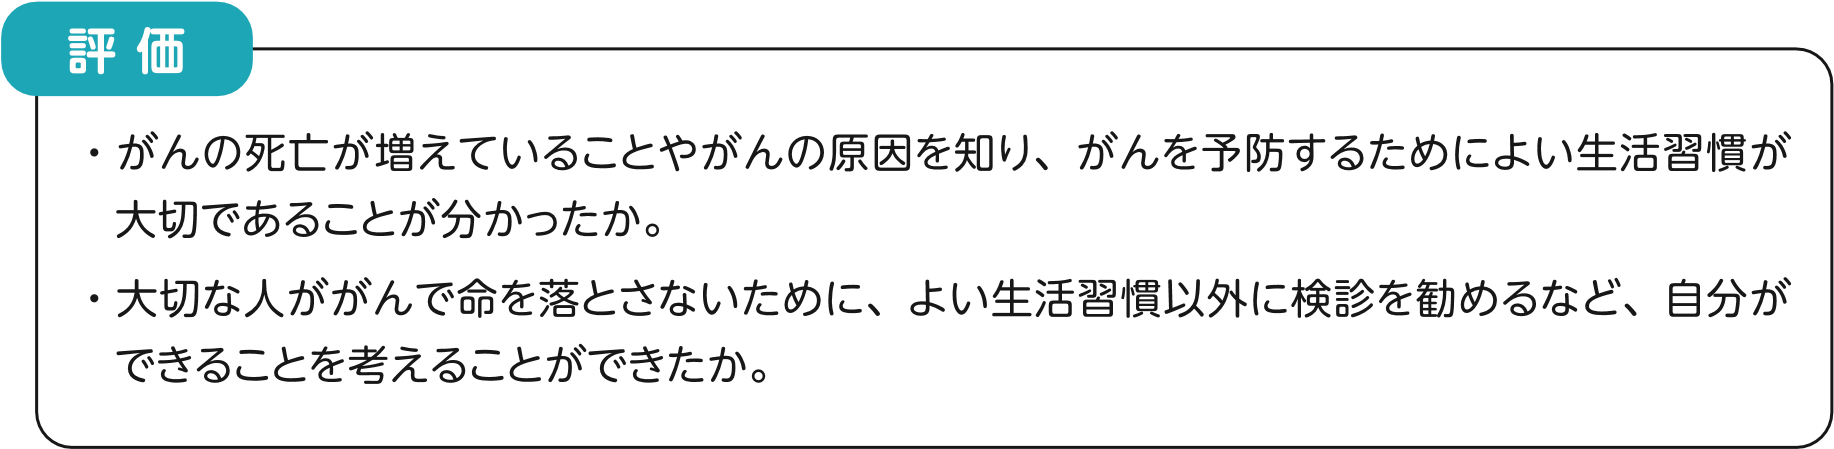 評価
・がんの死亡が増えていることやがんの原因を知り、がんを予防するためによい生活習慣が
大切であることが分かったか。
・大切な人ががんで命を落とさないために、よい生活習慣以外に検診を勧めるなど、自分が
できることを考えることができたか。